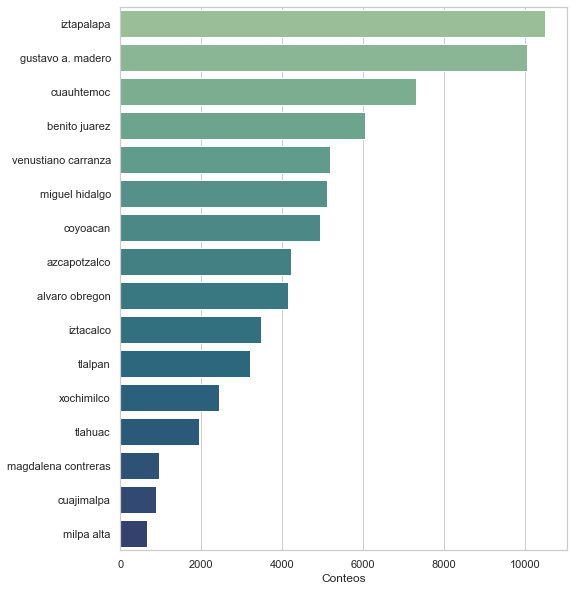 iztapalapa
gustavo a. madero
cuauhtemoc
benito juarez
venustiano carranza
miguel hidalgo
coyoacan
azcapotzalco
alvaro obregon
iztacalco
tlalpan
xochimilco
tlahuac
magdalena contreras
cuajimalpa
milpa alta
0 2000 4000 6000 8000 10000
Conteos